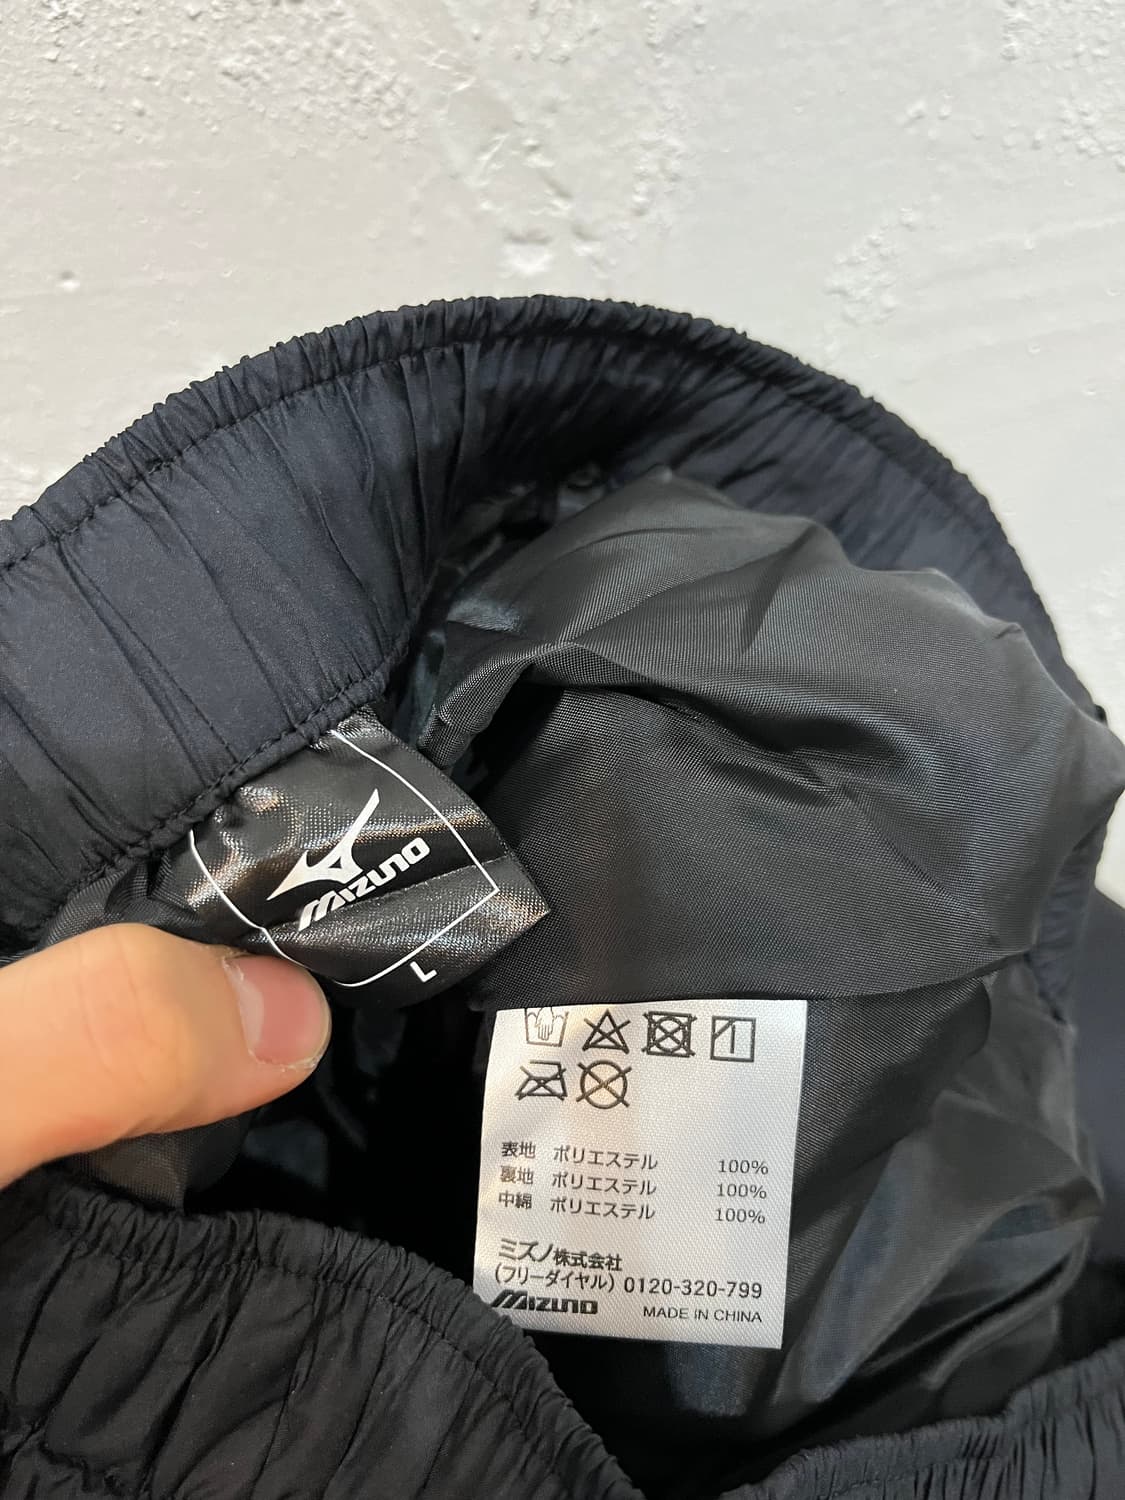 MIZUNO
L
表地 ポリエステル 100%
裏地 ポリエステル 100%
中綿 ポリエステル 100%
ミズノ株式会社
(フリーダイヤル) 0120-320-799
MIZUNO MADE IN CHINA